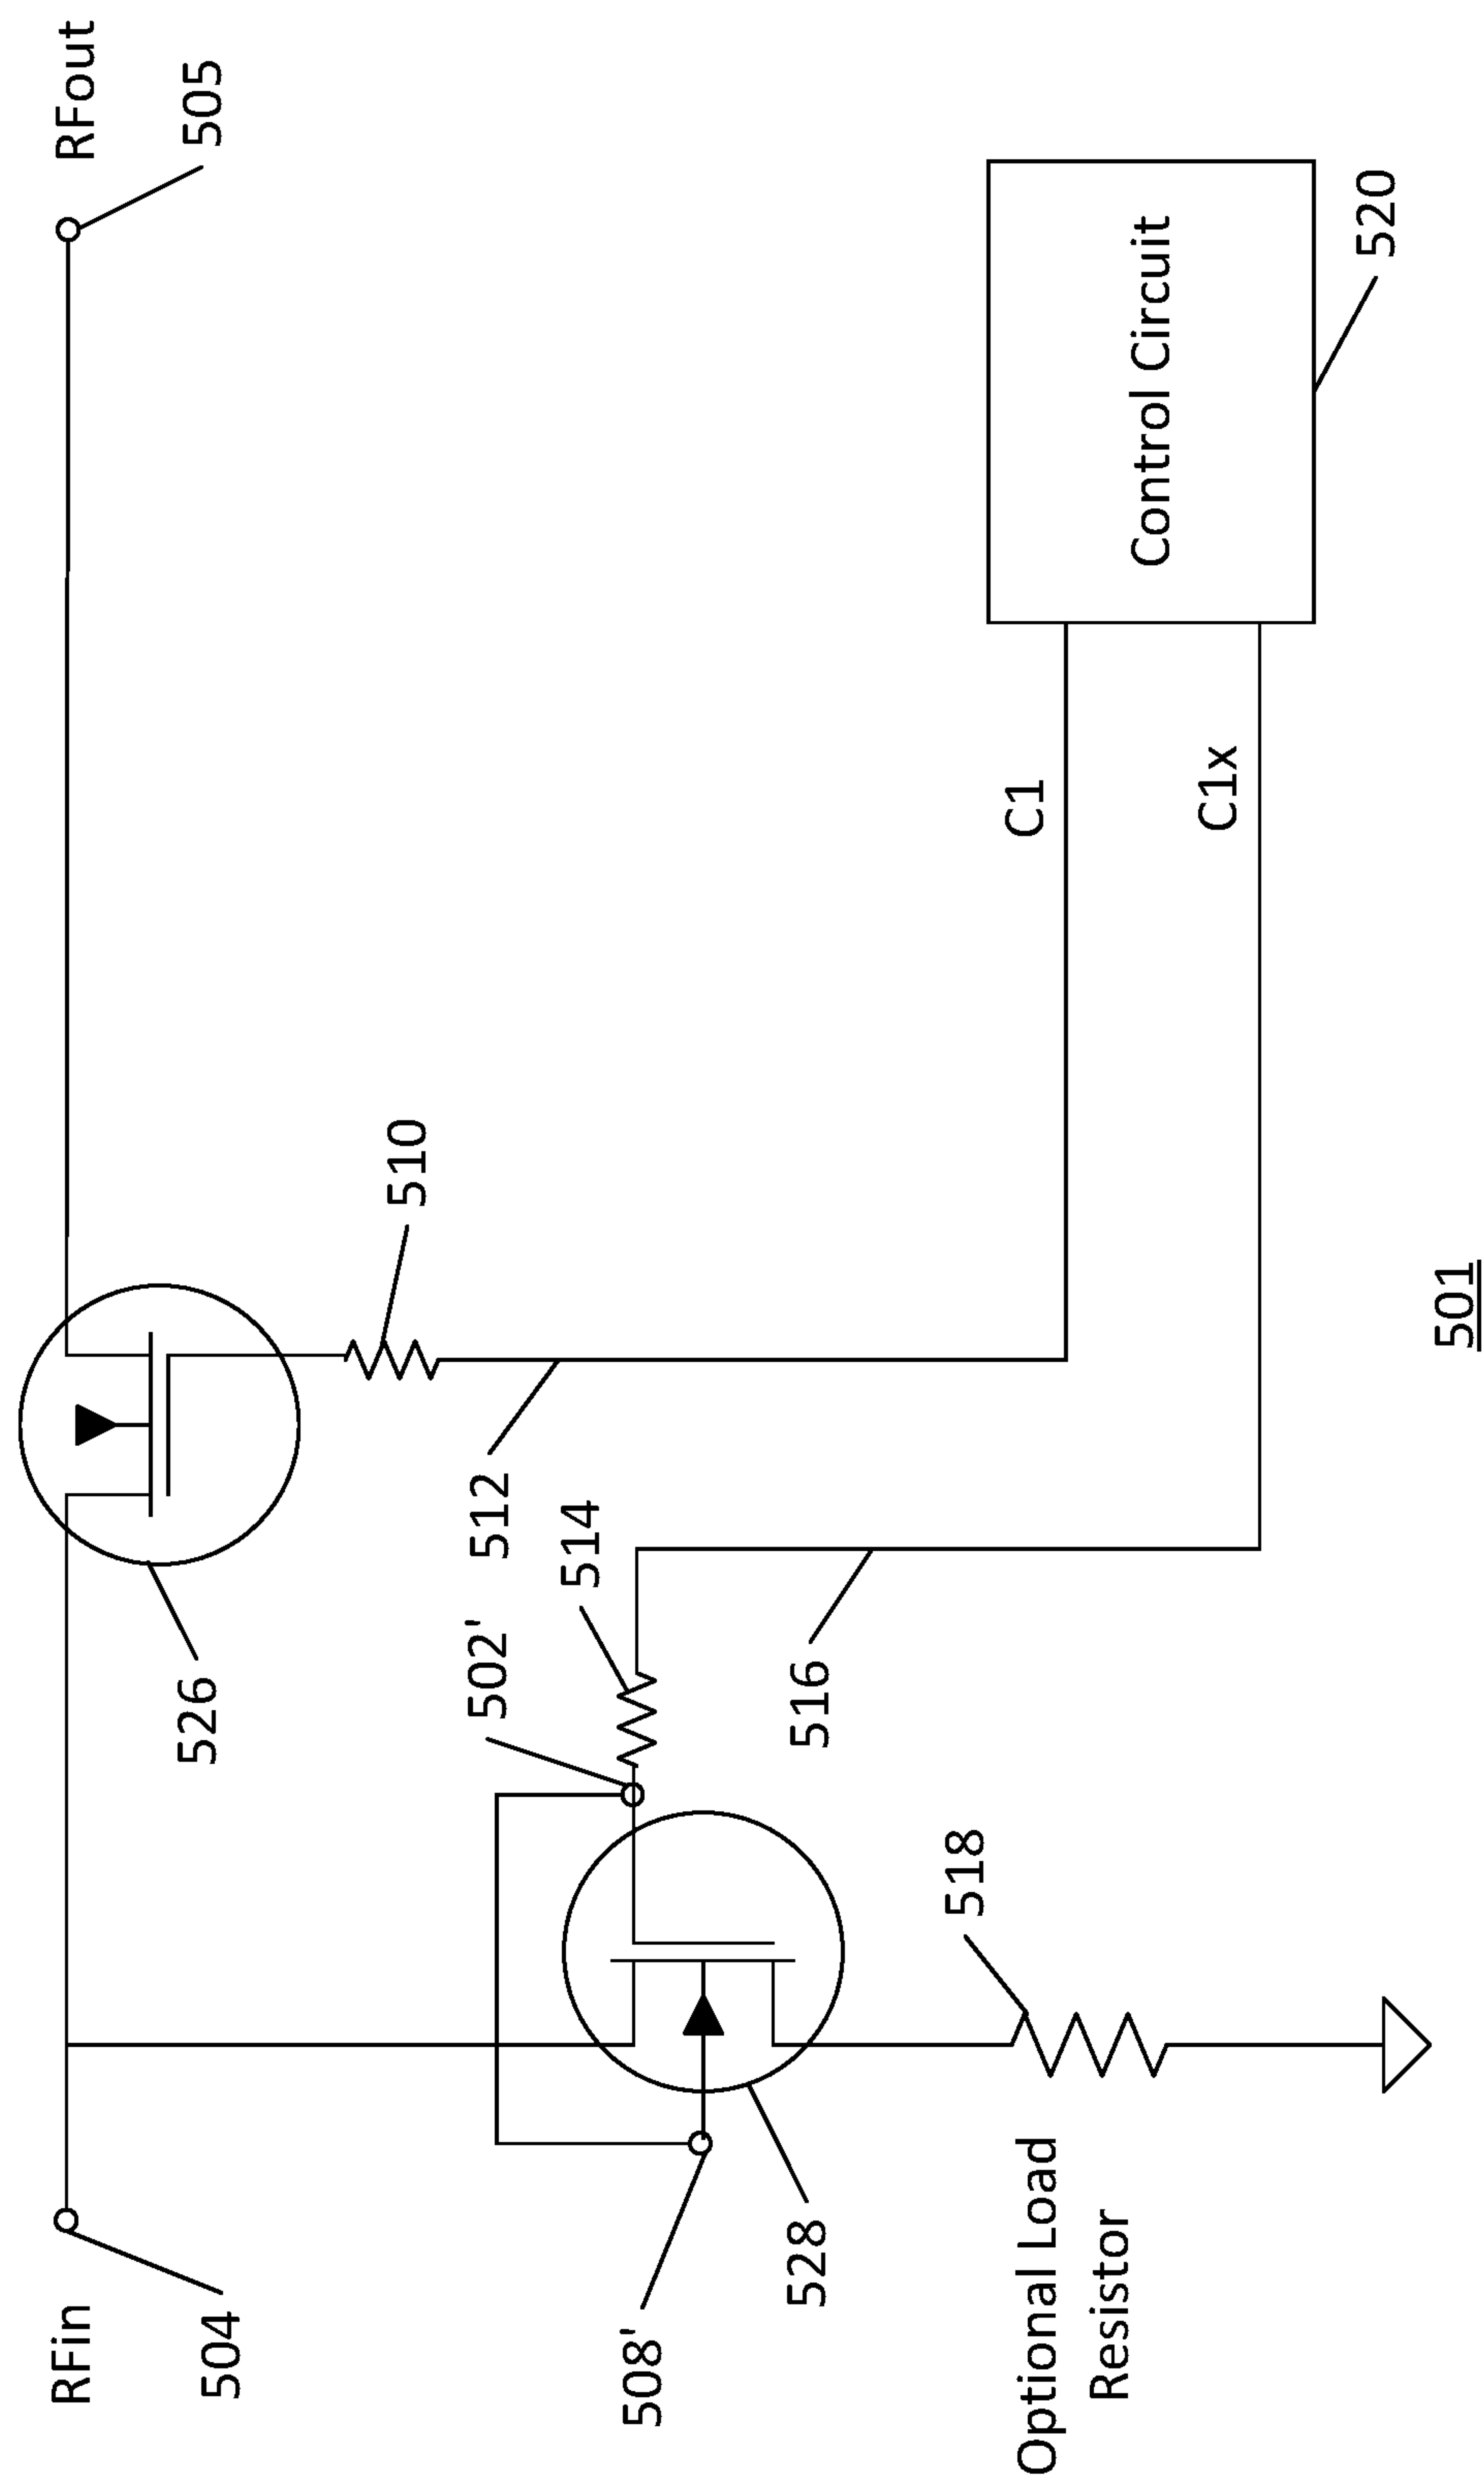 RFin
RFout
504
505
526
510
512
502'
514
508'
528
516
518
C1
C1x
Control Circuit
520
Optional Load
Resistor
501